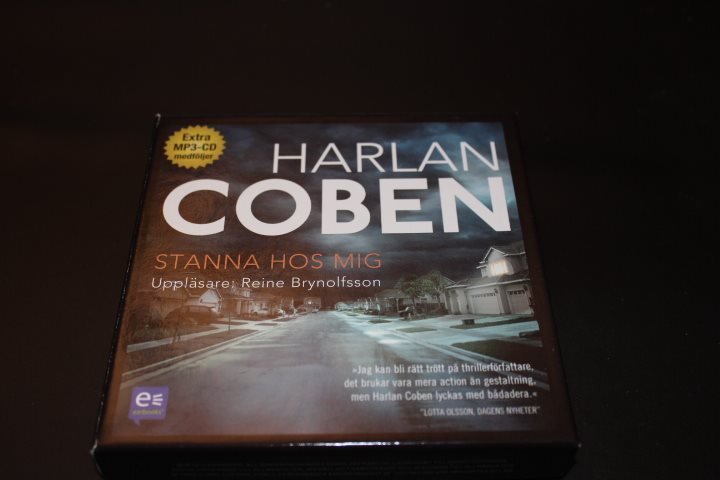 Extra
MP3-CD
medföljer
HARLAN
COBEN
STANNA HOS MIG
Uppläsare: Reine Brynolfsson
»Jag kan bli rätt trött på thrillerförfattare,
det brukar vara mera action än gestaltning,
men Harlan Coben lyckas med bådadera.«
"LOTTA OLSSON, DAGENS NYHETER"
e
earbooks